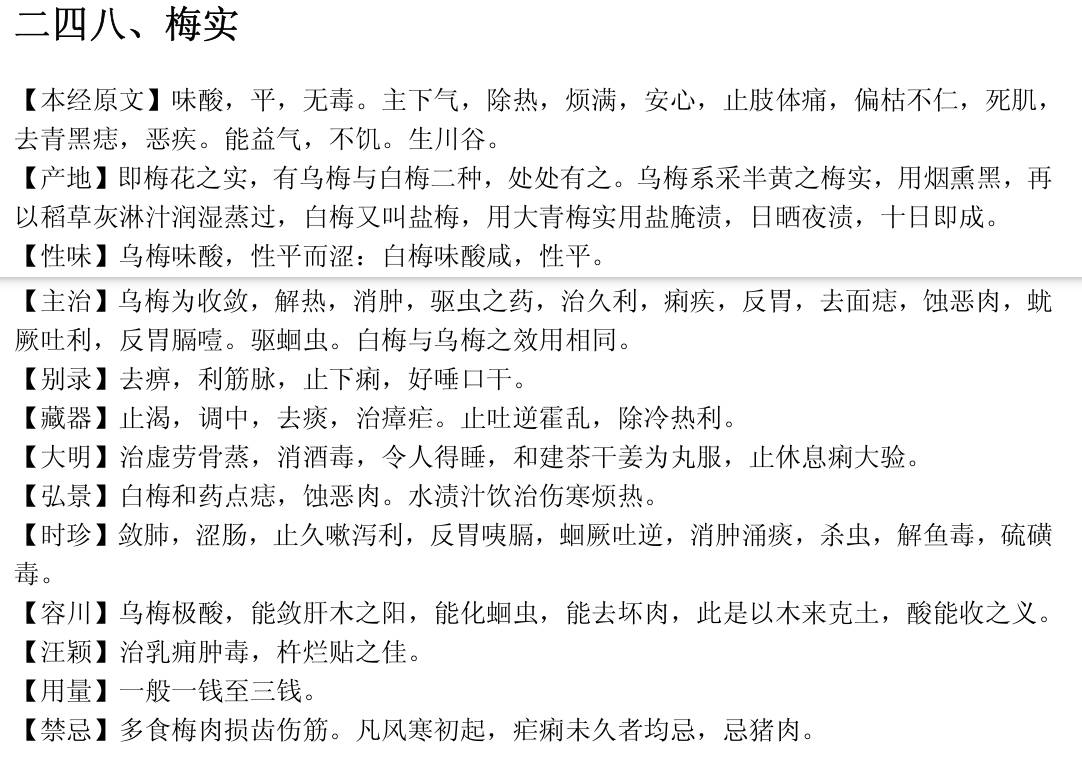 二四八、梅实
【本经原文】味酸，平，无毒。主下气，除热，烦满，安心，止肢体痛，偏枯不仁，死肌，
去青黑痣，恶疾。能益气，不饥。生川谷。
【产地】即梅花之实，有乌梅与白梅二种，处处有之。乌梅系采半黄之梅实，用烟熏黑，再
以稻草灰淋汁润湿蒸过，白梅又叫盐梅，用大青梅实用盐腌渍，日晒夜渍，十日即成。
【性味】乌梅味酸，性平而涩：白梅味酸咸，性平。
【主治】乌梅为收敛，解热，消肿，驱虫之药，治久利，痢疾，反胃，去面痣，蚀恶肉，蚘
厥吐利，反胃膈噎。驱蛔虫。白梅与乌梅之效用相同。
【别录】去痹，利筋脉，止下痢，好唾口干。
【藏器】止渴，调中，去痰，治瘴疟。止吐逆霍乱，除冷热利。
【大明】治虚劳骨蒸，消酒毒，令人得睡，和建茶干姜为丸服，止休息痢大验。
【弘景】白梅和药点痣，蚀恶肉。水渍汁饮治伤寒烦热。
【时珍】敛肺，涩肠，止久嗽泻利，反胃咦膈，蛔厥吐逆，消肿涌痰，杀虫，解鱼毒，硫磺
毒。
【容川】乌梅极酸，能敛肝木之阳，能化蛔虫，能去坏肉，此是以木来克土，酸能收之义。
【汪颖】治乳痈肿毒，杵烂贴之佳。
【用量】一般一钱至三钱。
【禁忌】多食梅肉损齿伤筋。凡风寒初起，疟痢未久者均忌，忌猪肉。